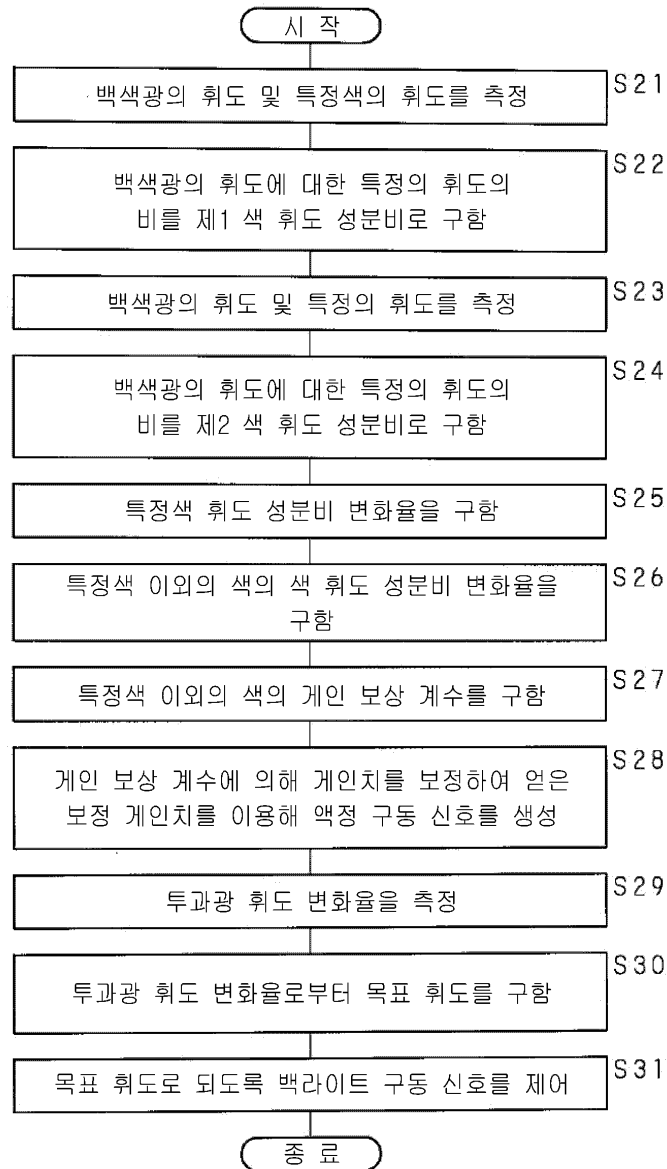 시 작
백색광의 휘도 및 특정색의 휘도를 측정
S21
백색광의 휘도에 대한 특정의 휘도의
비를 제1 색 휘도 성분비로 구함
S22
백색광의 휘도 및 특정의 휘도를 측정
S23
백색광의 휘도에 대한 특정의 휘도의
비를 제2 색 휘도 성분비로 구함
S24
특정색 휘도 성분비 변화율을 구함
S25
특정색 이외의 색의 색 휘도 성분비 변화율을
구함
S26
특정색 이외의 색의 게인 보상 계수를 구함
S27
게인 보상 계수에 의해 게인치를 보정하여 얻은
보정 게인치를 이용해 액정 구동 신호를 생성
S28
투과광 휘도 변화율을 측정
S29
투과광 휘도 변화율로부터 목표 휘도를 구함
S30
목표 휘도로 되도록 백라이트 구동 신호를 제어
S31
종 료